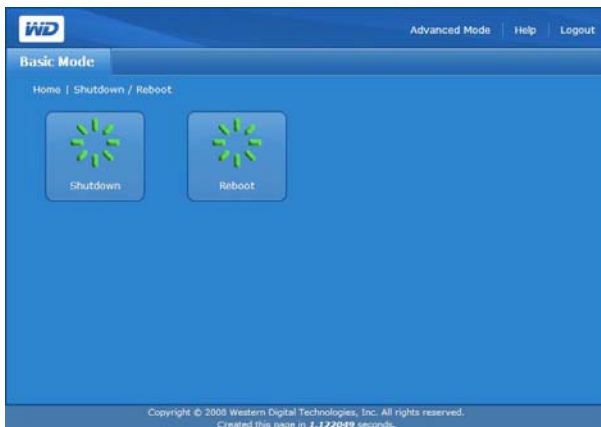 WD
Advanced Mode | Help | Logout
Basic Mode
Home | Shutdown / Reboot
Shutdown
Reboot
Copyright © 2008 Western Digital Technologies, Inc. All rights reserved.
Created this page in 1.122049 seconds.